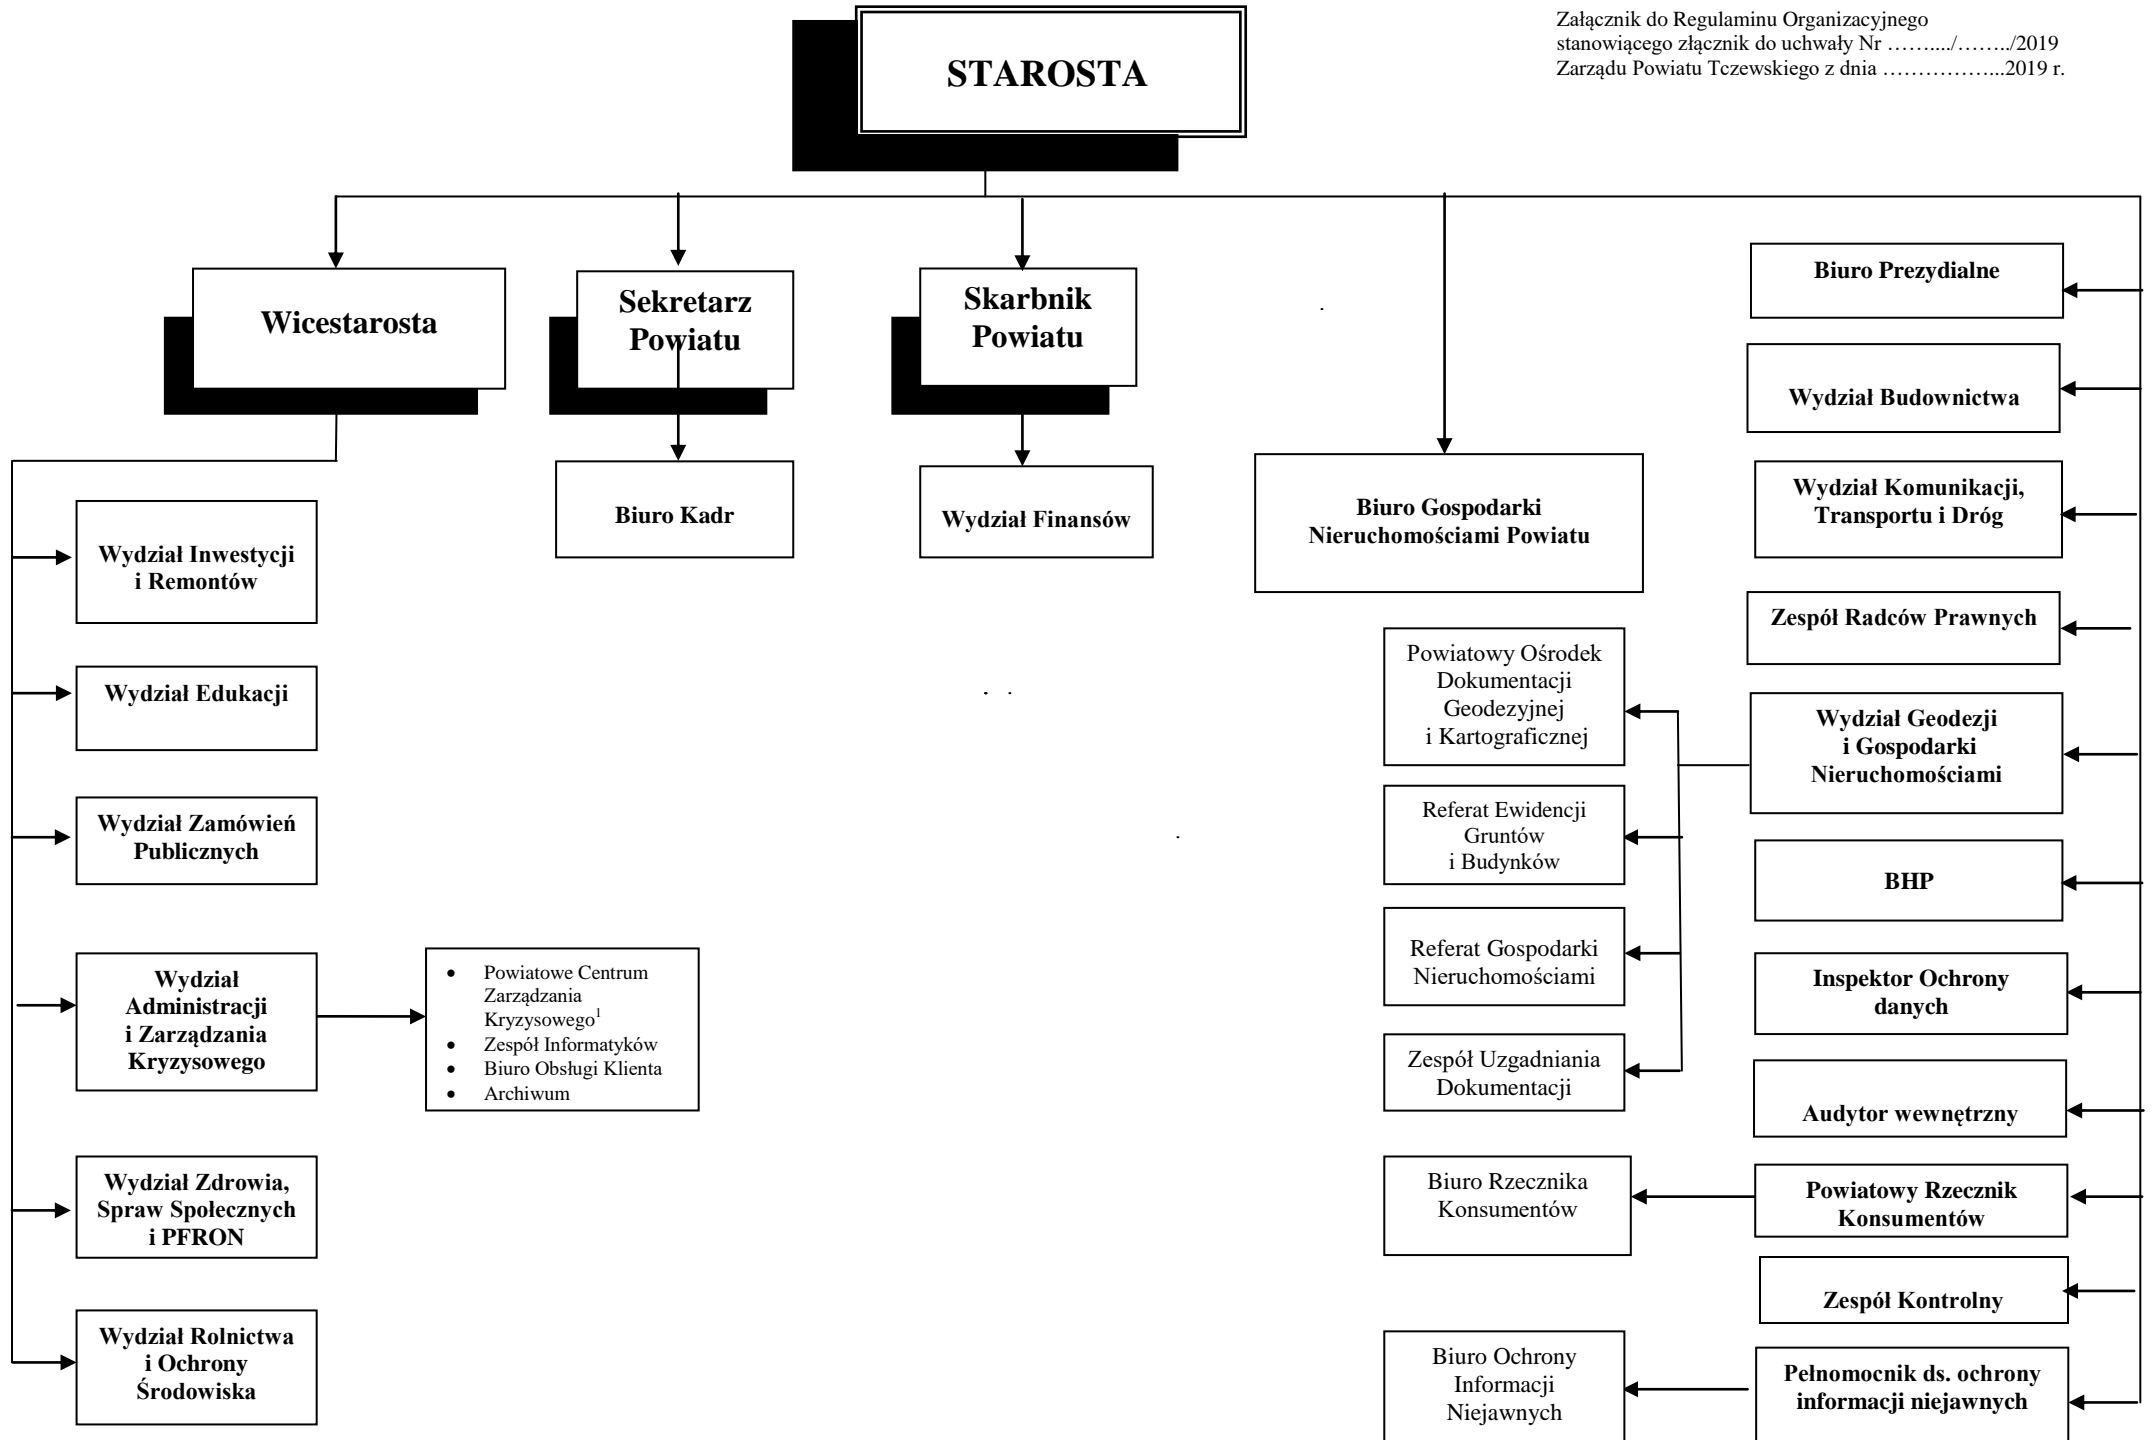 Załącznik do Regulaminu Organizacyjnego
stanowiącego złącznik do uchwały Nr ……..../……../2019
Zarządu Powiatu Tczewskiego z dnia ……………...2019 r.
STAROSTA
Wicestarosta
Sekretarz
Powiatu
Skarbnik
Powiatu
Biuro Kadr
Wydział Finansów
Biuro Gospodarki
Nieruchomościami Powiatu
Wydział Inwestycji
i Remontów
Wydział Edukacji
Wydział Zamówień
Publicznych
Wydział
Administracji
i Zarządzania
Kryzysowego
• Powiatowe Centrum
Zarządzania
Kryzysowego¹
• Zespół Informatyków
• Biuro Obsługi Klienta
• Archiwum
Wydział Zdrowia,
Spraw Społecznych
i PFRON
Wydział Rolnictwa
i Ochrony
Środowiska
Biuro Prezydialne
Wydział Budownictwa
Wydział Komunikacji,
Transportu i Dróg
Zespół Radców Prawnych
Wydział Geodezji
i Gospodarki
Nieruchomościami
Powiatowy Ośrodek
Dokumentacji
Geodezyjnej
i Kartograficznej
Referat Ewidencji
Gruntów
i Budynków
Referat Gospodarki
Nieruchomościami
Zespół Uzgadniania
Dokumentacji
BHP
Inspektor Ochrony
danych
Audytor wewnętrzny
Powiatowy Rzecznik
Konsumentów
Biuro Rzecznika
Konsumentów
Zespół Kontrolny
Pełnomocnik ds. ochrony
informacji niejawnych
Biuro Ochrony
Informacji
Niejawnych